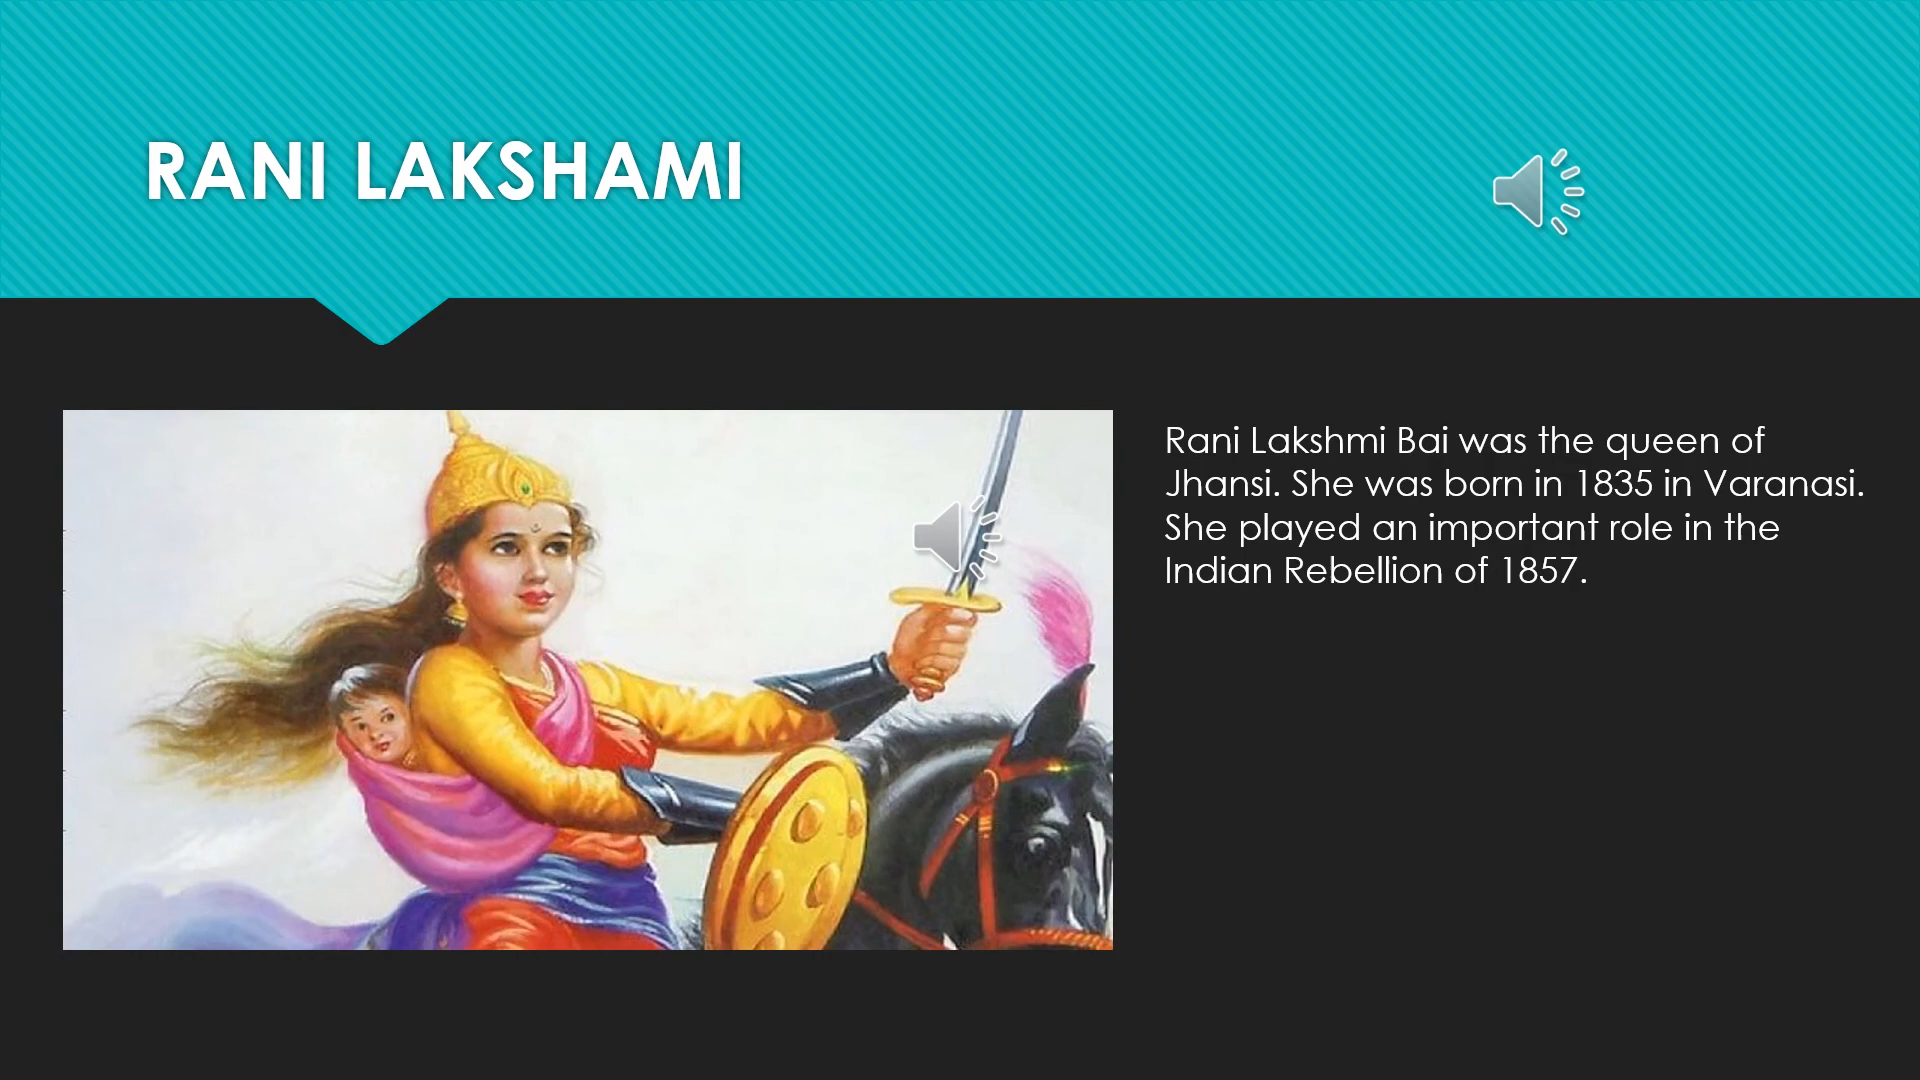 RANI LAKSHAMI
Rani Lakshmi Bai was the queen of
Jhansi. She was born in 1835 in Varanasi.
She played an important role in the
Indian Rebellion of 1857.